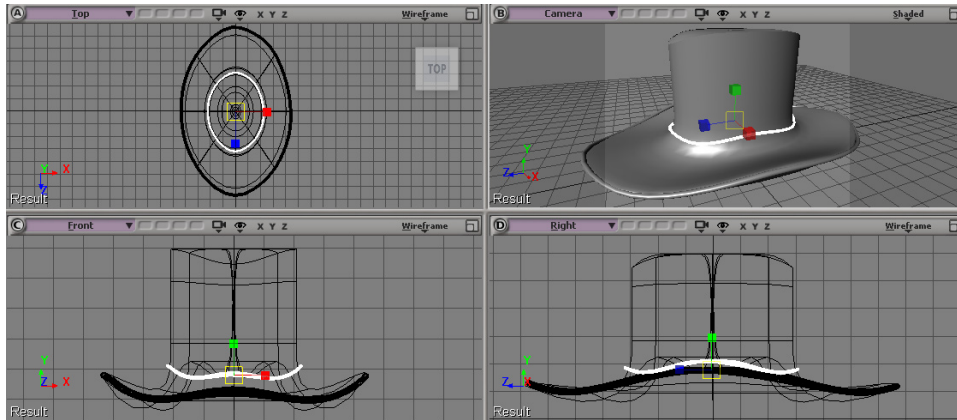 A Top X Y Z Wireframe
TOP
Y X
Z
Result
B Camera X Y Z Shaded
Y
Z X
Result
C Front X Y Z Wireframe
Y
Z X
Result
D Right X Y Z Wireframe
Y
Z X
Result